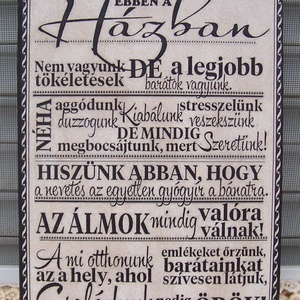 EBBEN A
Házban
Nem vagyunk tökéletesek DE a legjobb barátok vagyunk.
NÉHA aggódunk duzzogunk Kiabálunk stresszelünk veszekszünk
DE MINDIG
megbocsájtunk, mert Szeretünk!
HISZÜNK ABBAN, HOGY
a nevetés az egyetlen gyógyír a bánatra.
AZ ÁLMOK mindig valóra válnak!
A mi otthonunk az a hely, ahol emlékeket őrzünk, barátainkat szívesen látjuk,